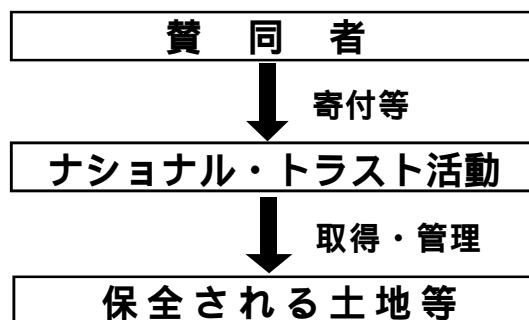 賛同者
寄付等
ナショナル・トラスト活動
取得・管理
保全される土地等